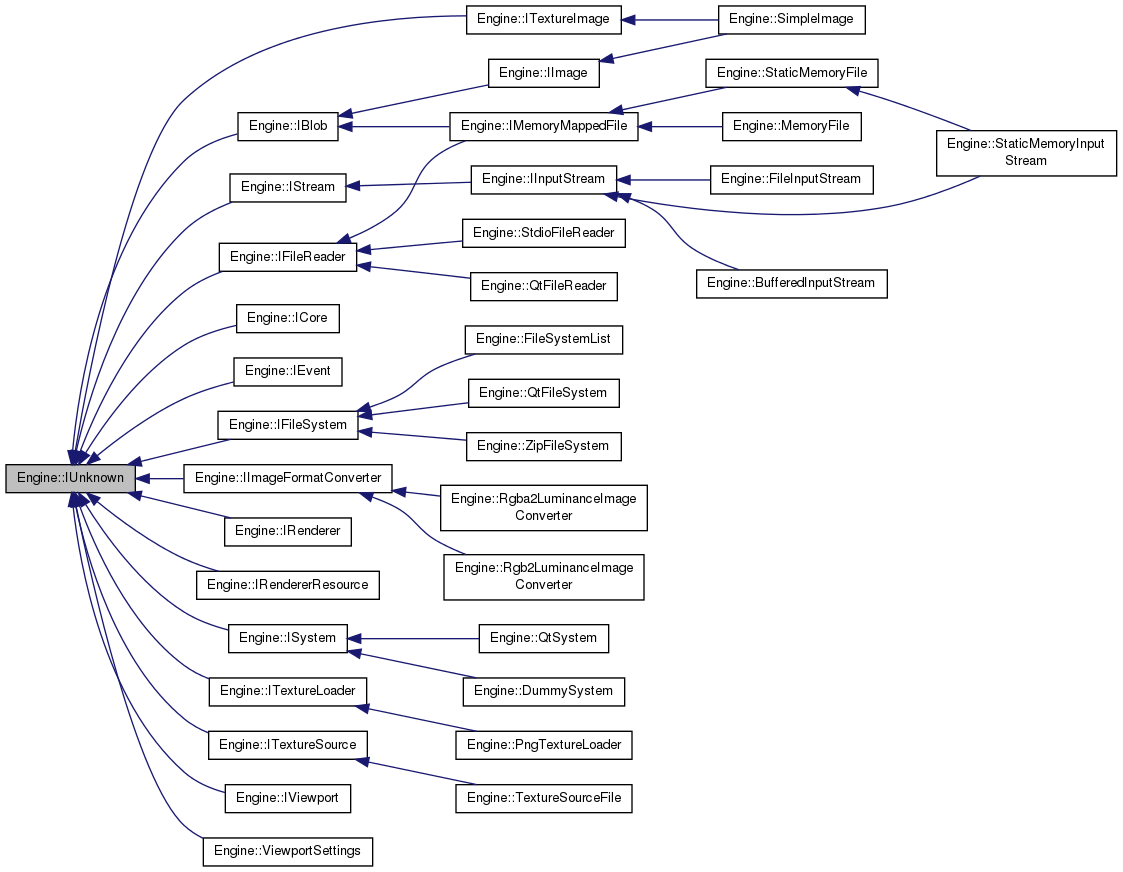 Engine::ITextureImage
Engine::SimpleImage
Engine::IImage
Engine::StaticMemoryFile
Engine::IBlob
Engine::IMemoryMappedFile
Engine::MemoryFile
Engine::StaticMemoryInput
Stream
Engine::IStream
Engine::IInputStream
Engine::FileInputStream
Engine::StdioFileReader
Engine::IFileReader
Engine::QtFileReader
Engine::BufferedInputStream
Engine::ICore
Engine::FileSystemList
Engine::IEvent
Engine::QtFileSystem
Engine::IFileSystem
Engine::ZipFileSystem
Engine::IUnknown
Engine::IImageFormatConverter
Engine::Rgba2LuminanceImage
Converter
Engine::IRenderer
Engine::Rgb2LuminanceImage
Converter
Engine::IRendererResource
Engine::ISystem
Engine::QtSystem
Engine::ITextureLoader
Engine::DummySystem
Engine::ITextureSource
Engine::PngTextureLoader
Engine::IViewport
Engine::TextureSourceFile
Engine::ViewportSettings